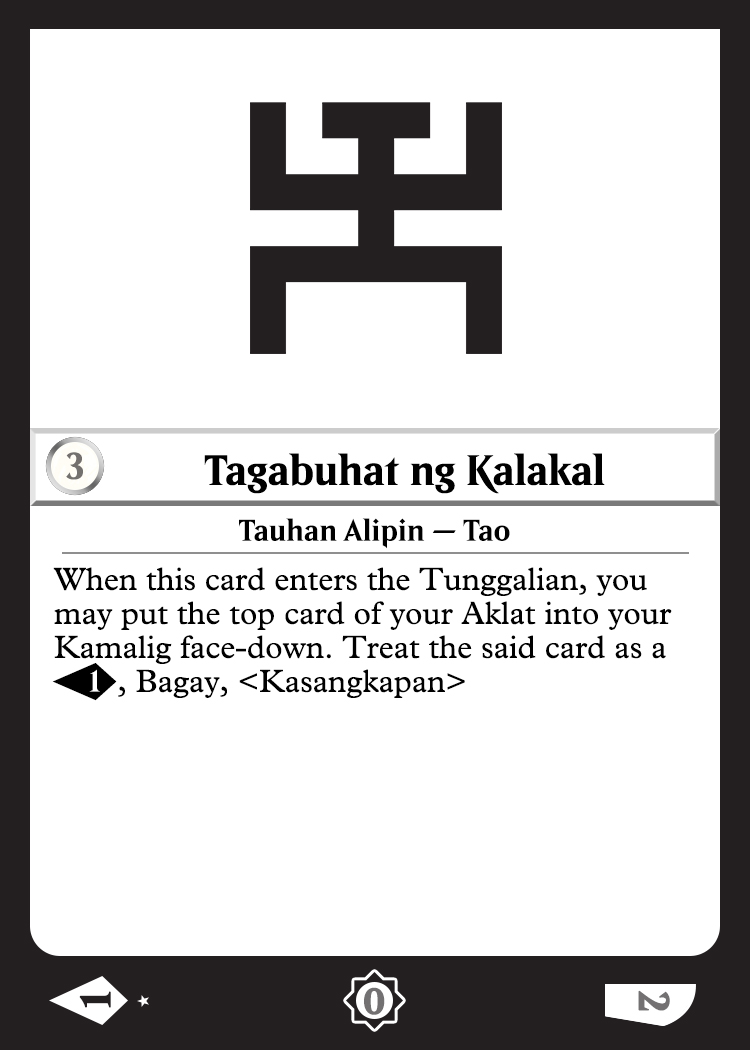 3
Tagabuhat ng Kalakal
Tauhan Alipin — Tao
When this card enters the Tunggalian, you
may put the top card of your Aklat into your
Kamalig face-down. Treat the said card as a
1, Bagay, <Kasangkapan>
1 0 2